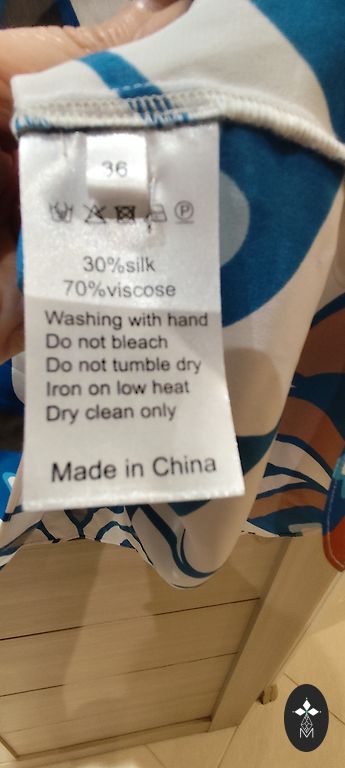 36
P
30%silk
70%viscose
Washing with hand
Do not bleach
Do not tumble dry
Iron on low heat
Dry clean only
Made in China
M